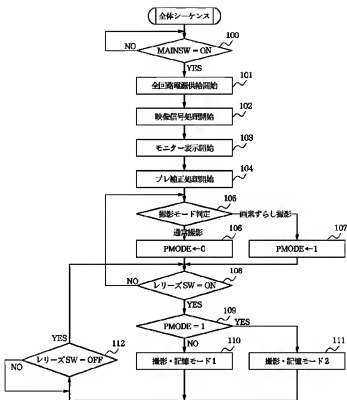 全体シーケンス
100
MAINSW = ON
NO
YES
101
全回路電源供給開始
102
映像信号処理開始
103
モニター表示開始
104
ブレ補正処理開始
105
撮影モード判定
画素ずらし撮影
通常撮影
106
PMODE←0
107
PMODE←1
108
レリーズSW = ON
NO
YES
109
PMODE = 1
YES
NO
110
撮影・記憶モード1
111
撮影・記憶モード2
YES
112
レリーズSW = OFF
NO